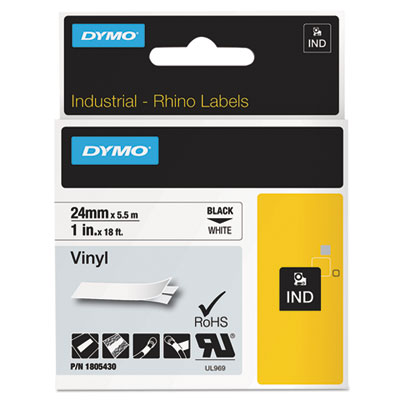 DYMO
IND
Industrial - Rhino Labels
DYMO
24mm x 5.5 m
1 in. x 18 ft.
BLACK
WHITE
Vinyl
RoHS
IND
UL969
P/N 1805430